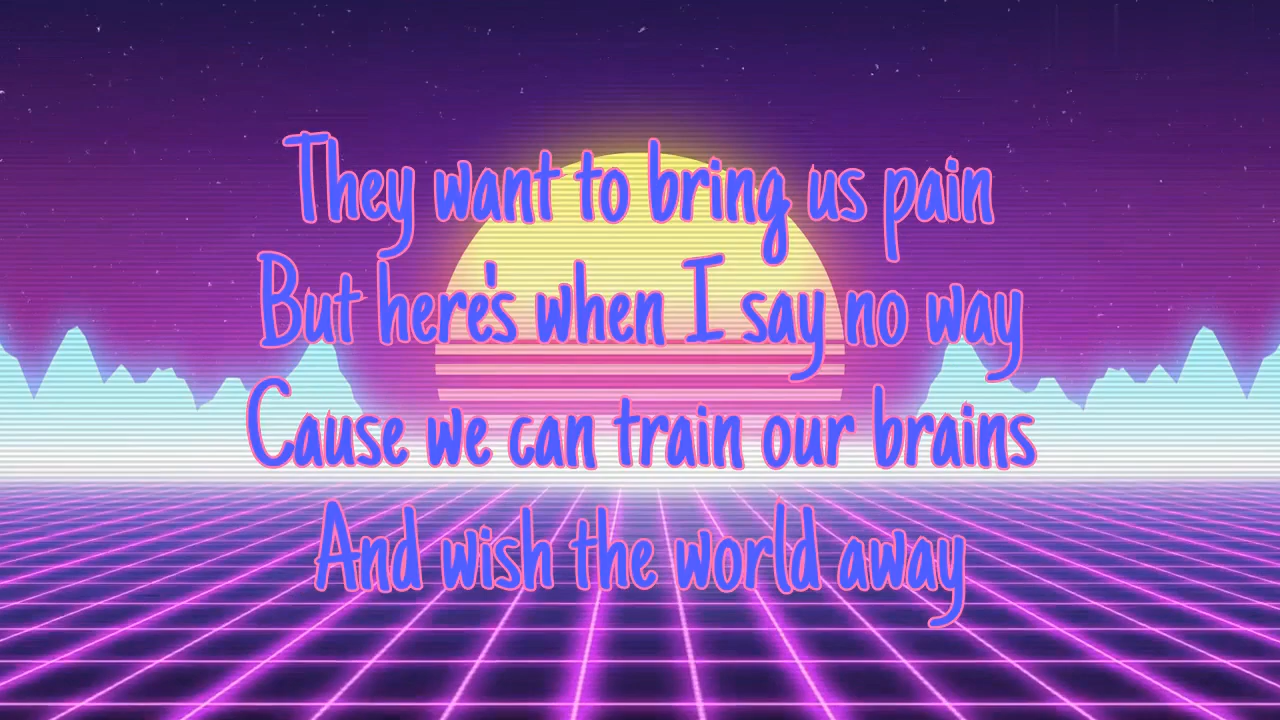 They want to bring us pain
But here's when I say no way
Cause we can train our brains
And wish the world away